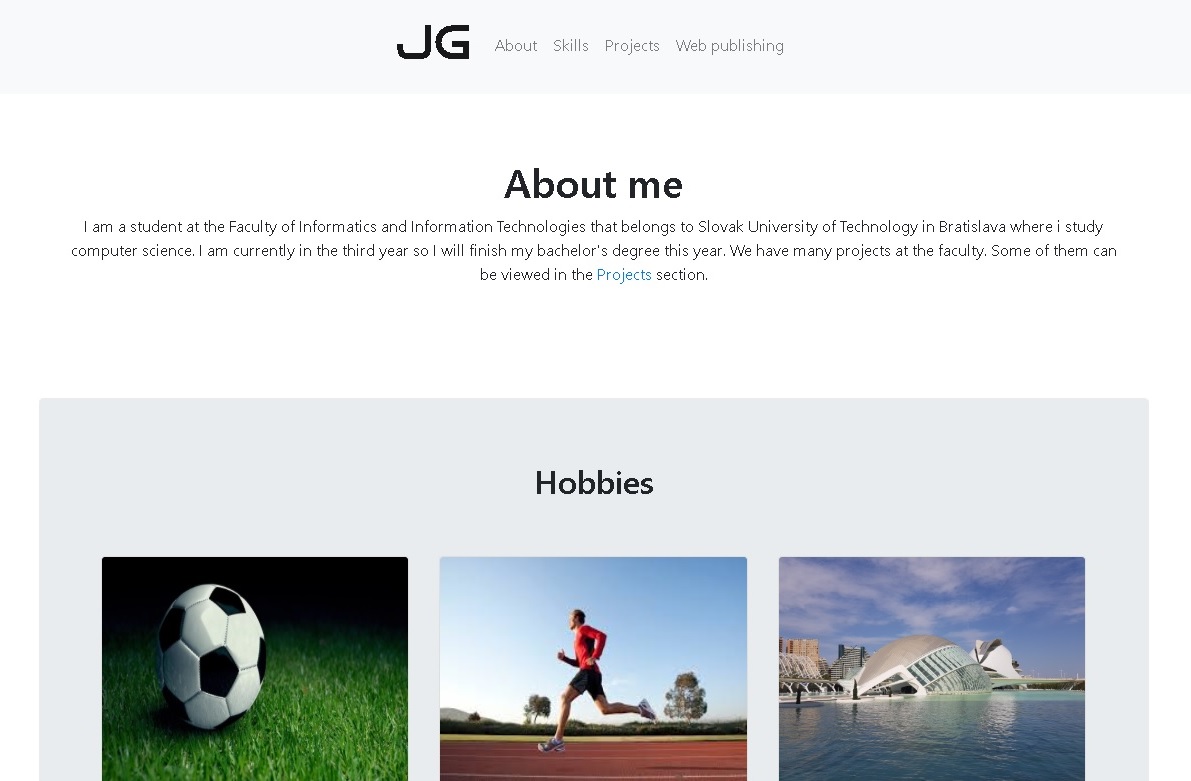 JG About Skills Projects Web publishing
About me
I am a student at the Faculty of Informatics and Information Technologies that belongs to Slovak University of Technology in Bratislava where i study
computer science. I am currently in the third year so I will finish my bachelor's degree this year. We have many projects at the faculty. Some of them can
be viewed in the Projects section.
Hobbies